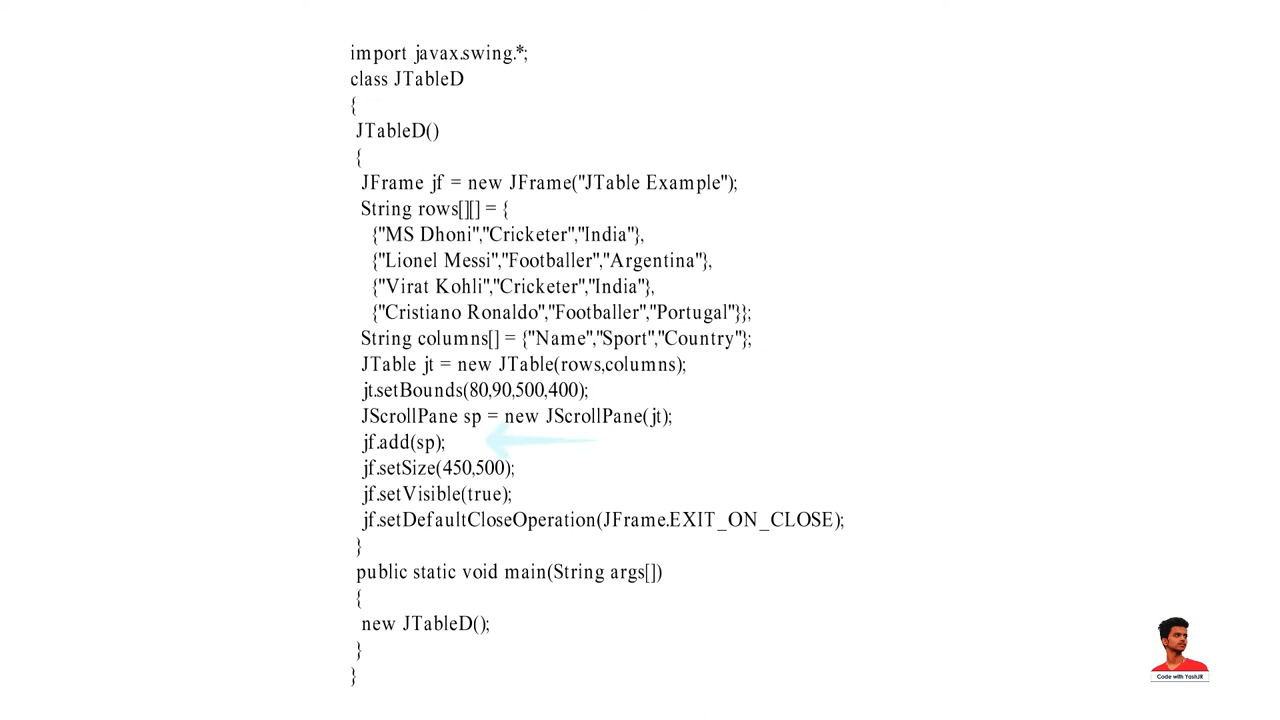 import javax.swing.*;
class JTableD
{
JTableD()
{
JFrame jf = new JFrame("JTable Example");
String rows[][] = {
{"MS Dhoni","Cricketer","India"},
{"Lionel Messi","Footballer","Argentina"},
{"Virat Kohli","Cricketer","India"},
{"Cristiano Ronaldo","Footballer","Portugal"}};
String columns[] = {"Name","Sport","Country"};
JTable jt = new JTable(rows,columns);
jt.setBounds(80,90,500,400);
JScrollPane sp = new JScrollPane(jt);
jf.add(sp);
jf.setSize(450,500);
jf.setVisible(true);
jf.setDefaultCloseOperation(JFrame.EXIT_ON_CLOSE);
}
public static void main(String args[])
{
new JTableD();
}
}
Code with YashJR